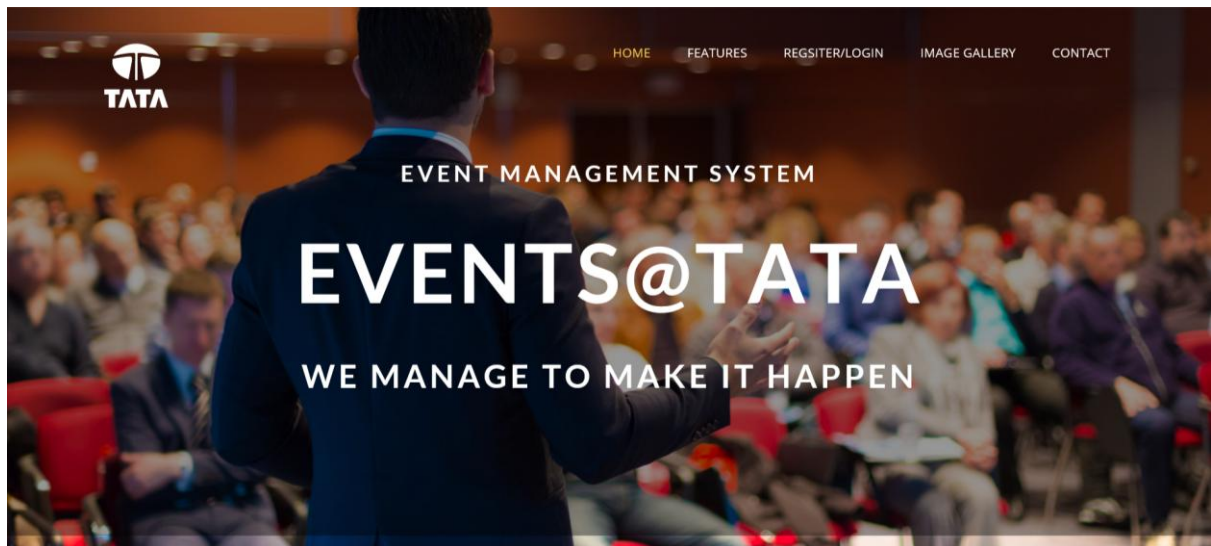 TATA
HOME FEATURES REGSITER/LOGIN IMAGE GALLERY CONTACT
EVENT MANAGEMENT SYSTEM
EVENTS@TATA
WE MANAGE TO MAKE IT HAPPEN